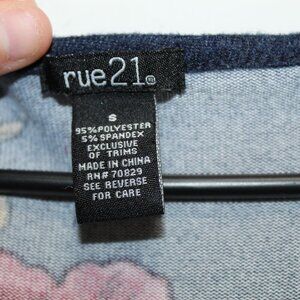 rue21
S
95%POLYESTER
5% SPANDEX
EXCLUSIVE
OF TRIMS
MADE IN CHINA
RN# 70829
SEE REVERSE
FOR CARE